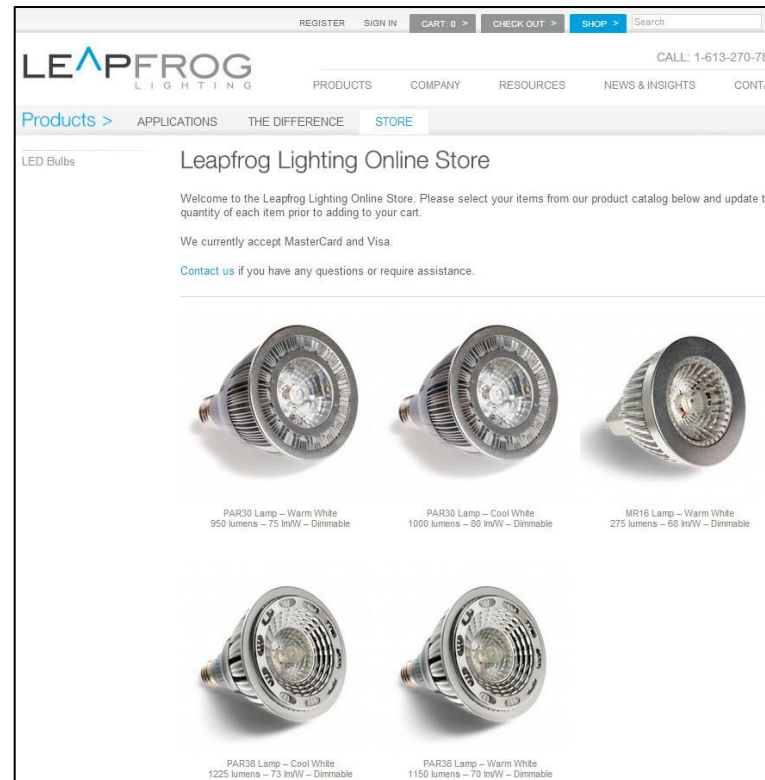 REGISTER SIGN IN CART: 0 > CHECK OUT > SHOP > Search
LEAPFROG
LIGHTING
CALL: 1-613-270-78
PRODUCTS COMPANY RESOURCES NEWS & INSIGHTS CONTA
Products > APPLICATIONS THE DIFFERENCE STORE
LED Bulbs
Leapfrog Lighting Online Store
Welcome to the Leapfrog Lighting Online Store. Please select your items from our product catalog below and update t
quantity of each item prior to adding to your cart.
We currently accept MasterCard and Visa.
Contact us if you have any questions or require assistance.
PAR30 Lamp – Warm White
950 lumens – 75 lm/W – Dimmable
PAR30 Lamp – Cool White
1000 lumens – 80 lm/W – Dimmable
MR16 Lamp – Warm White
275 lumens – 68 lm/W – Dimmable
PAR38 Lamp – Cool White
1225 lumens – 73 lm/W – Dimmable
PAR38 Lamp – Warm White
1150 lumens – 70 lm/W – Dimmable